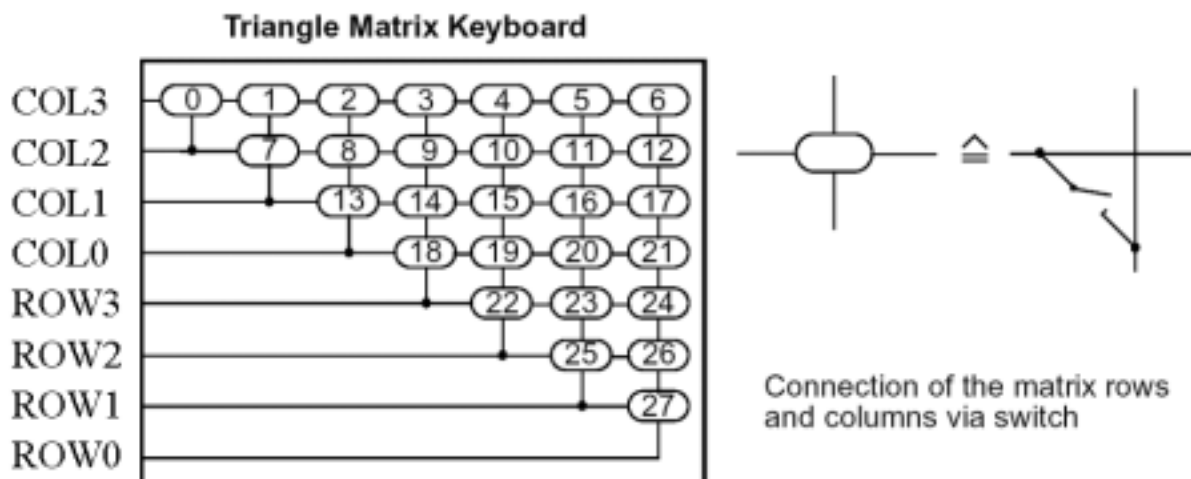 Triangle Matrix Keyboard
COL3 0 1 2 3 4 5 6
COL2 7 8 9 10 11 12
COL1 13 14 15 16 17
COL0 18 19 20 21
ROW3 22 23 24
ROW2 25 26
ROW1 27
ROW0
≙
Connection of the matrix rows
and columns via switch